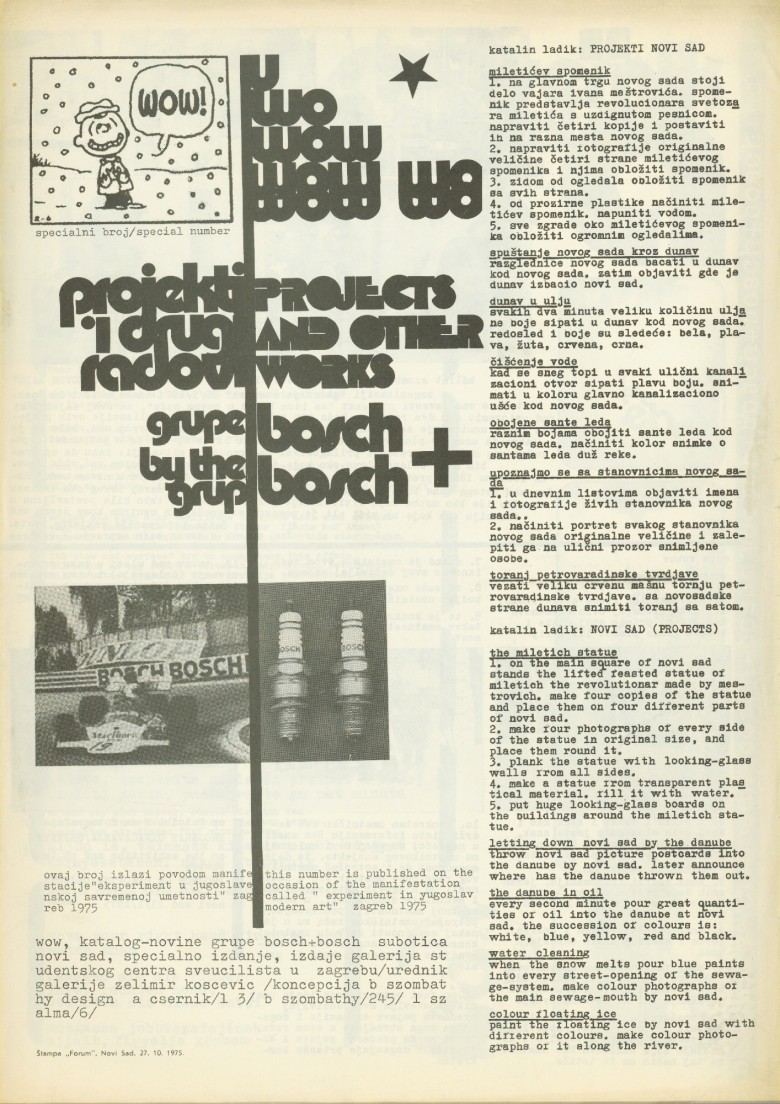 WOW!
R-6
specialni broj/special number
U
WO
WOW
WOW WO
projekti PROJECTS
i drugi AND OTHER
radovi WORKS
grupe bosch
by the bosch +
grup
BOSCH BOSCH
Marlboro
BOSCH
BOSCH
ovaj broj izlazi povodom manife
stacije"eksperiment u jugoslave
nskoj savremenoj umetnosti" zag
reb 1975
this number is published on the
occasion of the manifestation
called " experiment in yugoslav
modern art" zagreb 1975
wow, katalog-novine grupe bosch+bosch subotica
novi sad, specialno izdanje, izdaje galerija st
udentskog centra sveucilista u zagrebu/urednik
galerije zelimir koscevic /koncepcija b szombat
hy design a csernik/1 3/ b szombathy/245/ l sz
alma/6/
Štampa „Forum", Novi Sad, 27. 10. 1975.
katalin ladik: PROJEKTI NOVI SAD
miletićev spomenik
1. na glavnom trgu novog sada stoji
delo vajara ivana meštrovića. spome-
nik predstavlja revolucionara svetoza
ra miletića s uzdignutom pesnicom.
napraviti četiri kopije i postaviti
ih na razna mesta novog sada.
2. napraviti fotografije originalne
veličine četiri strane miletićevog
spomenika i njima obložiti spomenik.
3. zidom od ogledala obložiti spomenik
sa svih strana.
4. od prozirne plastike načiniti mile-
tićev spomenik. napuniti vodom.
5. sve zgrade oko miletićevog spomeni-
ka obložiti ogromnim ogledalima.
spuštanje novog sada kroz dunav
razglednice novog sada bacati u dunav
kod novog sada. zatim objaviti gde je
dunav izbacio novi sad.
dunav u ulju
svakih dva minuta veliku količinu ulja
ne boje sipati u dunav kod novog sada.
redosled i boje su sledeće: bela, pla-
va, žuta, crvena, crna.
čišćenje vode
kad se sneg topi u svaki ulični kanali
zacioni otvor sipati plavu boju. sni-
mati u koloru glavno kanalizaciono
ušće kod novog sada.
obojene sante leda
raznim bojama obojiti sante leda kod
novog sada. načiniti kolor snimke o
santama leda duž reke.
upoznajmo se sa stanovnicima novog sa-
da
1. u dnevnim listovima objaviti imena
i fotografije živih stanovnika novog
sada..
2. načiniti portret svakog stanovnika
novog sada originalne veličine i zale-
piti ga na ulični prozor snimljene
osobe.
toranj petrovaradinske tvrdjave
vezati veliku crvenu mašnu tornju pet-
rovaradinske tvrdjave. sa novosadske
strane dunava snimiti toranj sa satom.
katalin ladik: NOVI SAD (PROJECTS)
the miletich statue
1. on the main square of novi sad
stands the lifted feasted statue of
miletich the revolutionar made by mes-
trovich. make four copies of the statue
and place them on four different parts
of novi sad.
2. make four photographs of every side
of the statue in original size, and
place them round it.
3. plank the statue with looking-glass
walls from all sides.
4. make a statue from transparent plas
tical material. fill it with water.
5. put huge looking-glass boards on
the buildings around the miletich sta-
tue.
letting down novi sad by the danube
throw novi sad picture postcards into
the danube by novi sad. latter announce
where has the danube thrown them out.
the danube in oil
every second minute pour great quanti-
ties of oil into the danube at novi
sad. the succession of colours is:
white, blue, yellow, red and black.
water cleaning
when the snow melts pour blue paints
into every street-opening of the sewa-
ge-system. make colour photographs of
the main sewage-mouth by novi sad.
colour floating ice
paint the floating ice by novi sad with
different colours. make colour photo-
graphs of it along the river.